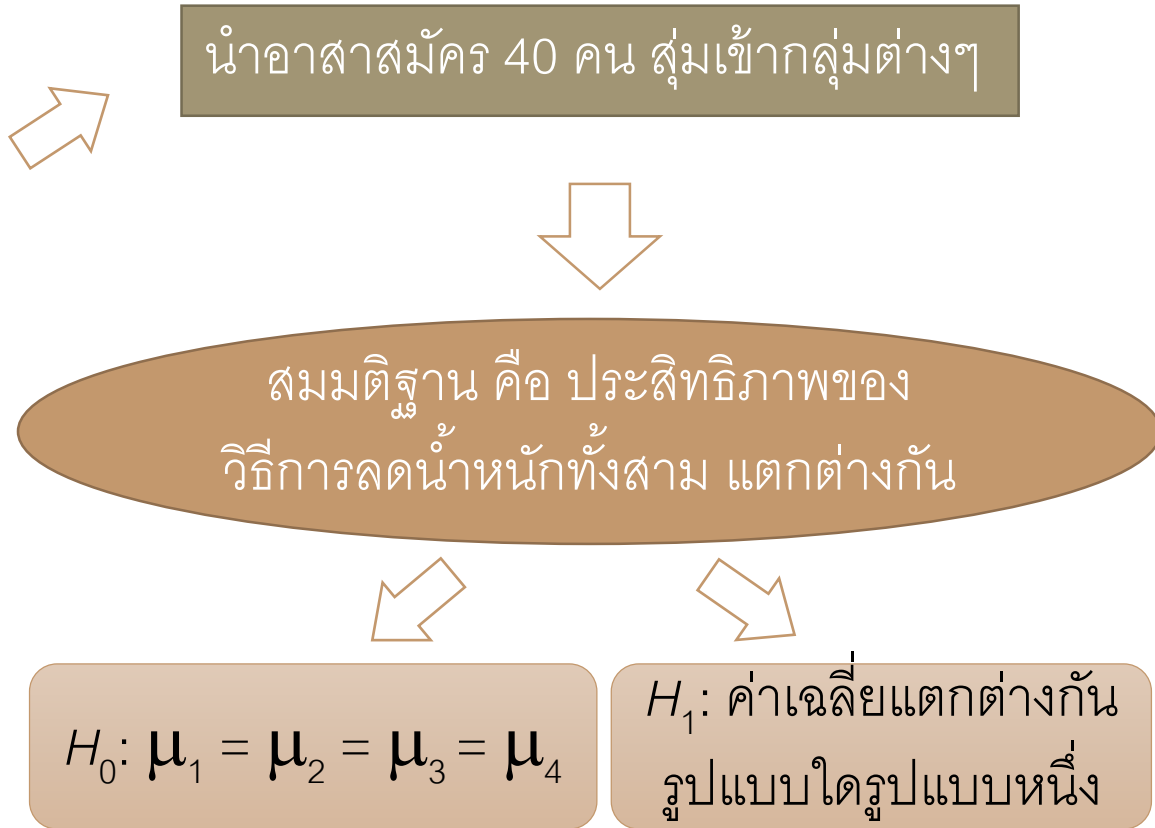 นำอาสาสมัคร 40 คน สุ่มเข้ากลุ่มต่างๆ
สมมติฐาน คือ ประสิทธิภาพของ
วิธีการลดน้ำหนักทั้งสาม แตกต่างกัน
H₀: μ₁ = μ₂ = μ₃ = μ₄
H₁: ค่าเฉลี่ยแตกต่างกัน
รูปแบบใดรูปแบบหนึ่ง